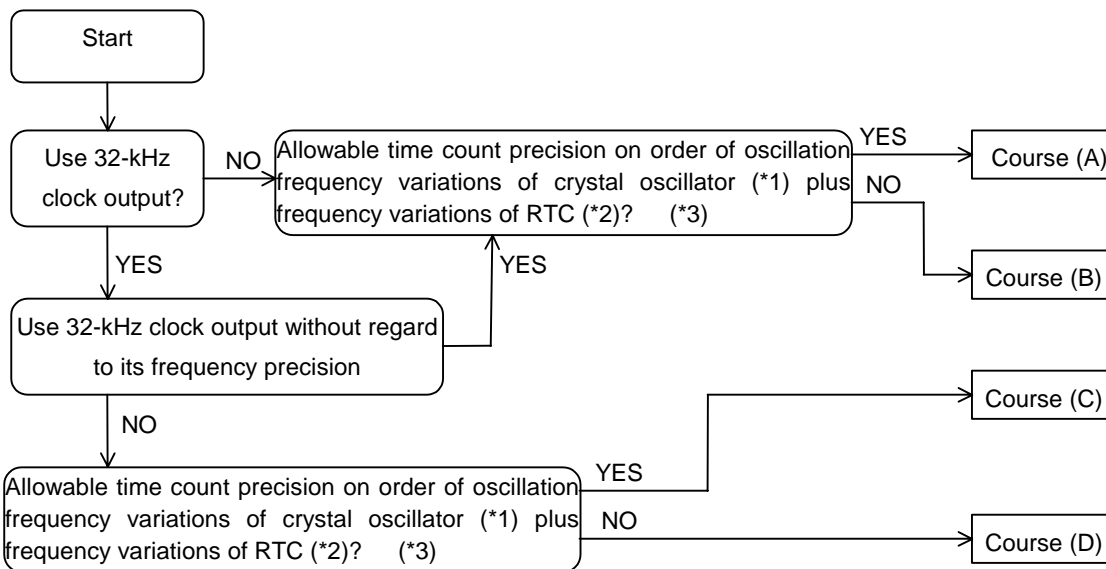 Start
Use 32-kHz
clock output?
NO
Allowable time count precision on order of oscillation
frequency variations of crystal oscillator (*1) plus
frequency variations of RTC (*2)? (*3)
YES
Course (A)
NO
Course (B)
YES
YES
Use 32-kHz clock output without regard
to its frequency precision
NO
Course (C)
Allowable time count precision on order of oscillation
frequency variations of crystal oscillator (*1) plus
frequency variations of RTC (*2)? (*3)
YES
NO
Course (D)